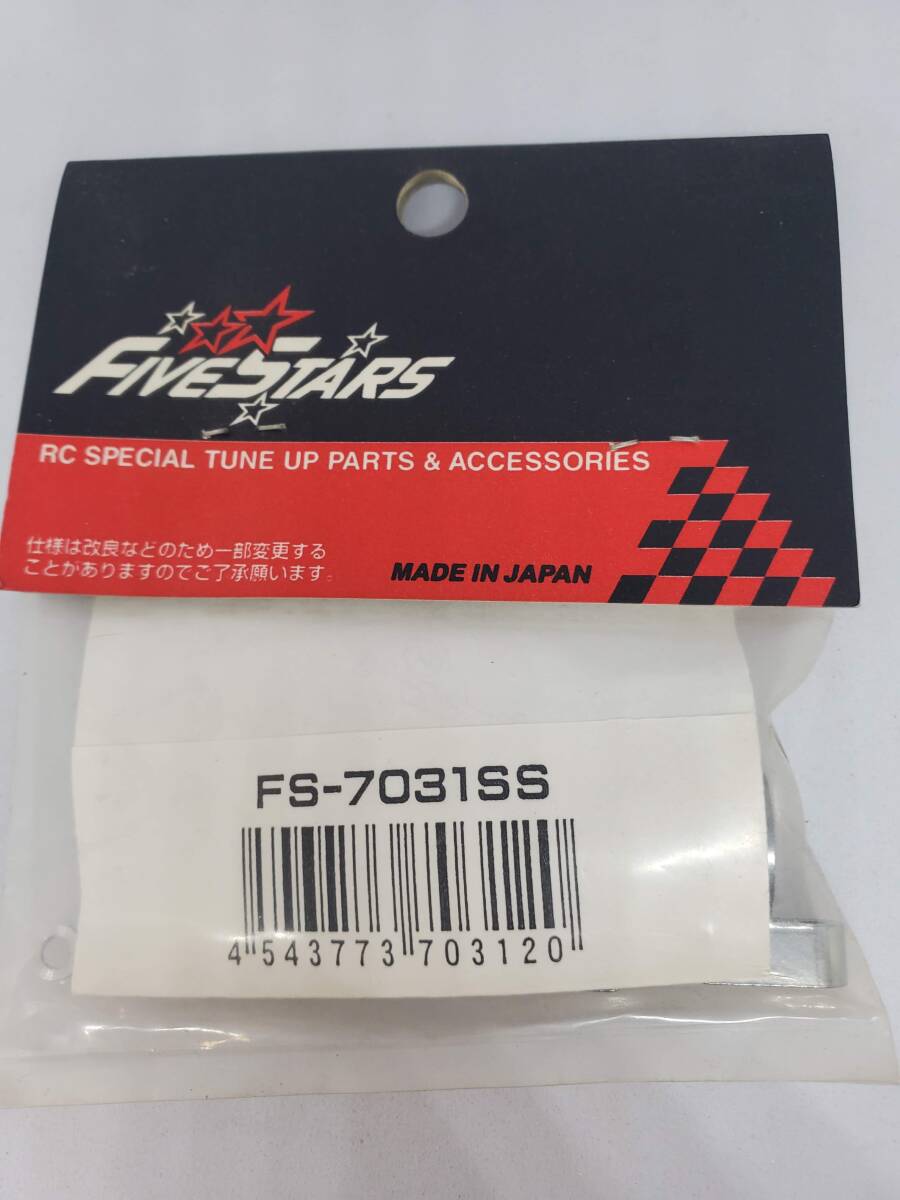 FIVESTARS
RC SPECIAL TUNE UP PARTS & ACCESSORIES
仕様は改良などのため一部変更する
ことがありますのでご了承願います。
MADE IN JAPAN
FS-7031SS
4 543773 703120